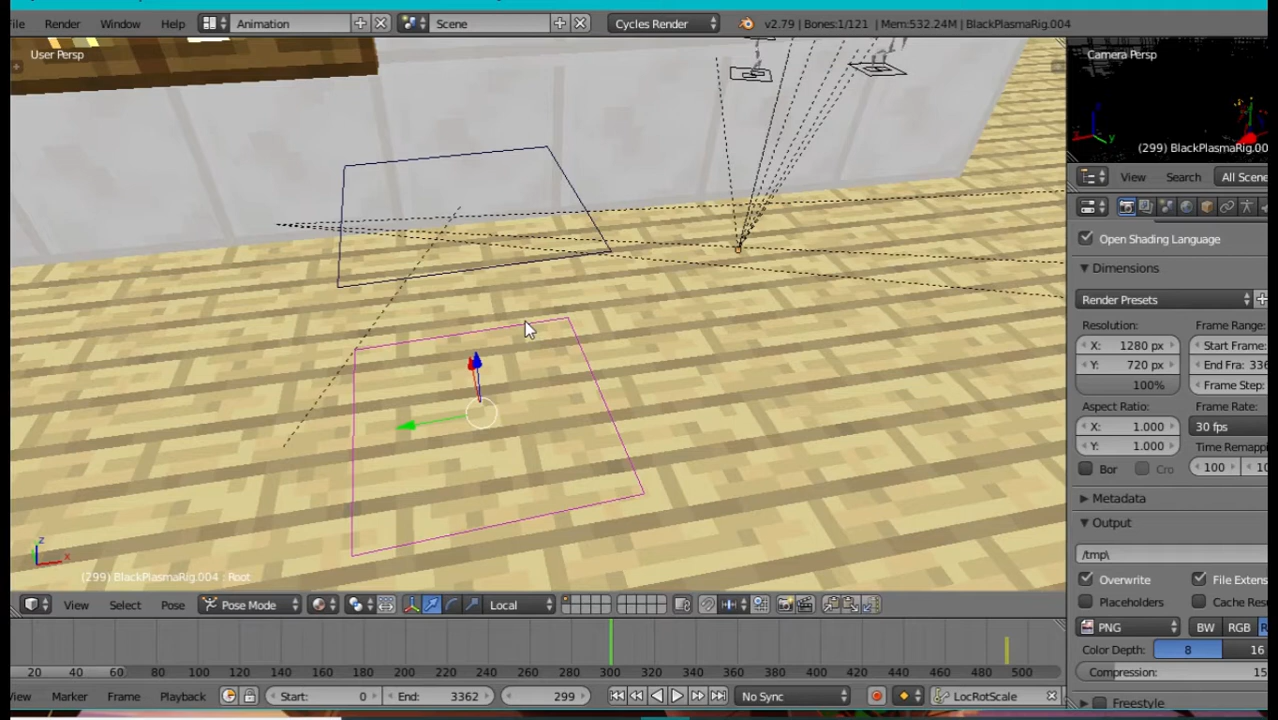 ile Render Window Help Animation Scene Cycles Render v2.79 | Bones:1/121 | Mem:532.24M | BlackPlasmaRig.004
User Persp
Camera Persp
(299) BlackPlasmaRig.00
View Search All Scene
Open Shading Language
Dimensions
Render Presets
Resolution: Frame Range:
X: 1280 px Start Frame:
Y: 720 px End Fra: 336
100% Frame Step:
Aspect Ratio: Frame Rate:
X: 1.000 30 fps
Y: 1.000 Time Remapping
Bor Cro 100 10
Metadata
Output
/tmp\
Overwrite File Extens
Placeholders Cache Res
PNG BW RGB R
Color Depth: 8 16
Compression: 15
Freestyle
z
x
(299) BlackPlasmaRig.004 : Root
View Select Pose Pose Mode Local
20 40 60 80 100 120 140 160 180 200 220 240 260 280 300 320 340 360 380 400 420 440 460 480 500
View Marker Frame Playback Start: 0 End: 3362 299 No Sync LocRotScale